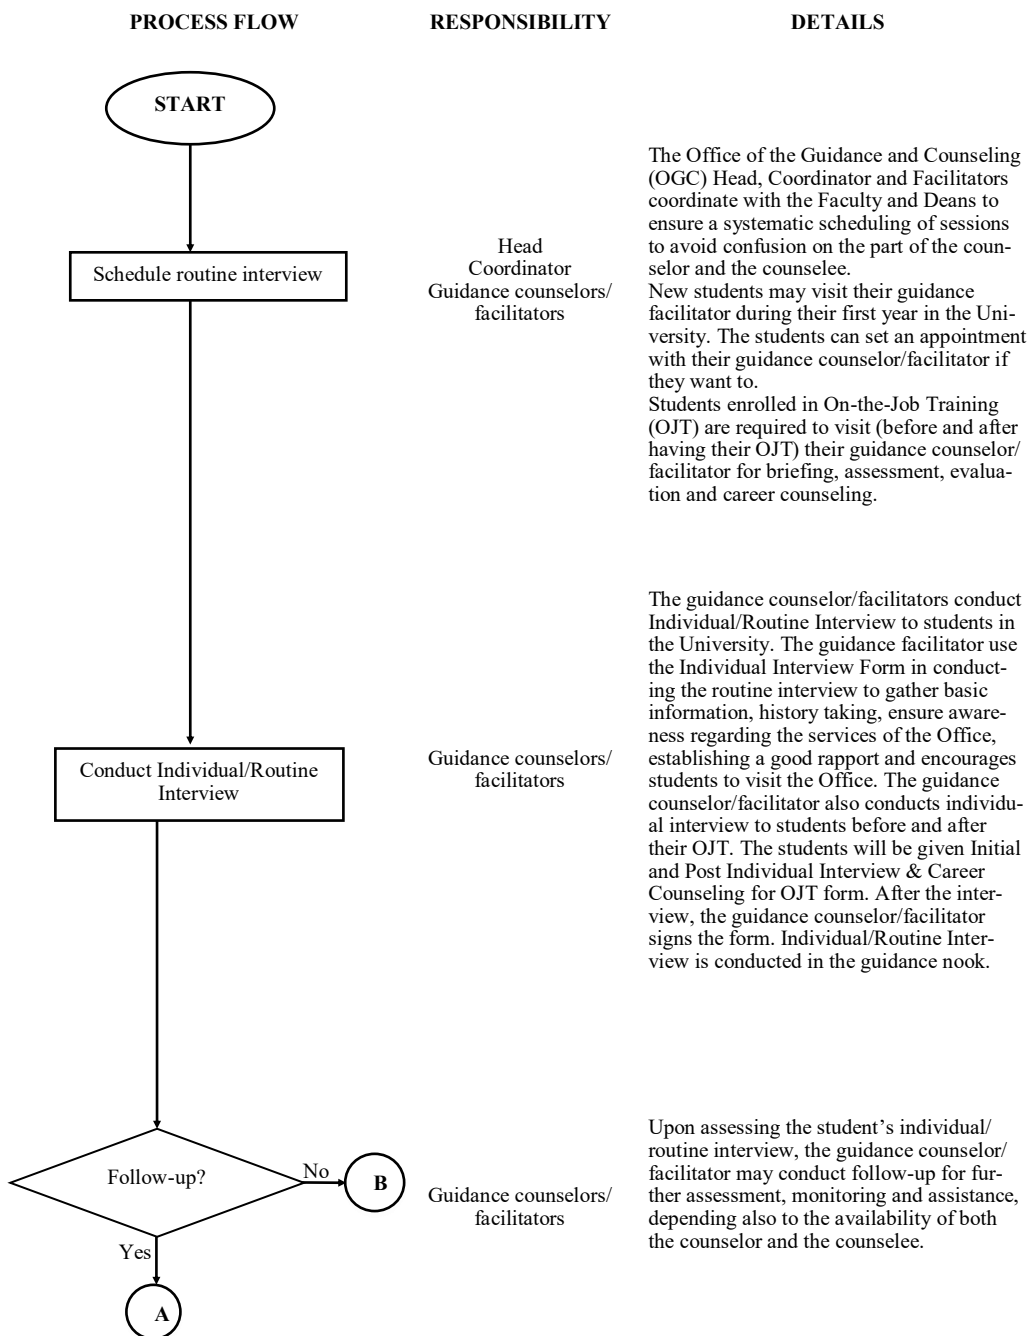 PROCESS FLOW
RESPONSIBILITY
DETAILS
START
Schedule routine interview
Head
Coordinator
Guidance counselors/
facilitators
The Office of the Guidance and Counseling
(OGC) Head, Coordinator and Facilitators
coordinate with the Faculty and Deans to
ensure a systematic scheduling of sessions
to avoid confusion on the part of the coun-
selor and the counselee.
New students may visit their guidance
facilitator during their first year in the Uni-
versity. The students can set an appointment
with their guidance counselor/facilitator if
they want to.
Students enrolled in On-the-Job Training
(OJT) are required to visit (before and after
having their OJT) their guidance counselor/
facilitator for briefing, assessment, evalua-
tion and career counseling.
Conduct Individual/Routine
Interview
Guidance counselors/
facilitators
The guidance counselor/facilitators conduct
Individual/Routine Interview to students in
the University. The guidance facilitator use
the Individual Interview Form in conduct-
ing the routine interview to gather basic
information, history taking, ensure aware-
ness regarding the services of the Office,
establishing a good rapport and encourages
students to visit the Office. The guidance
counselor/facilitator also conducts individu-
al interview to students before and after
their OJT. The students will be given Initial
and Post Individual Interview & Career
Counseling for OJT form. After the inter-
view, the guidance counselor/facilitator
signs the form. Individual/Routine Inter-
view is conducted in the guidance nook.
Follow-up?
No
B
Yes
A
Guidance counselors/
facilitators
Upon assessing the student’s individual/
routine interview, the guidance counselor/
facilitator may conduct follow-up for fur-
ther assessment, monitoring and assistance,
depending also to the availability of both
the counselor and the counselee.